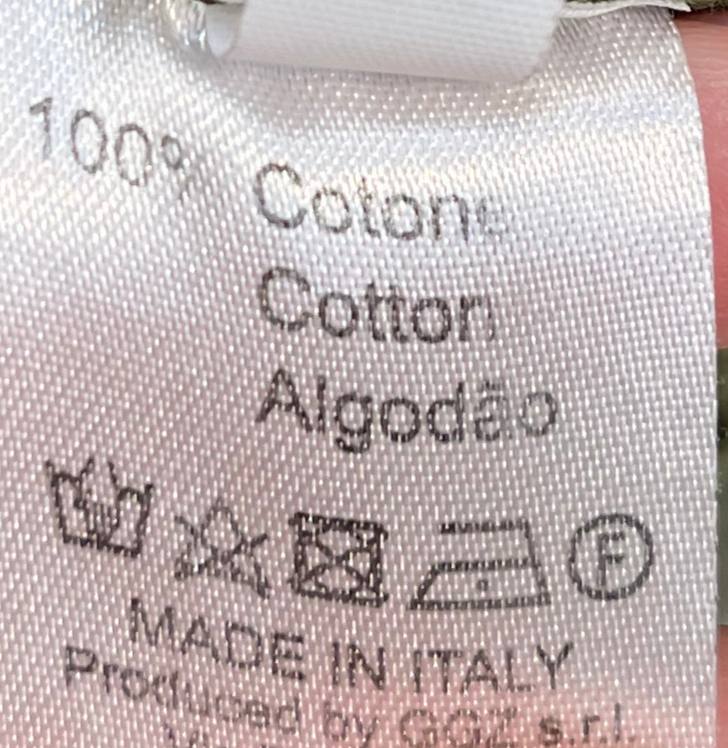 100% Cotone
Cotton
Algodão
F
MADE IN ITALY
Produced by GGZ s.r.l.